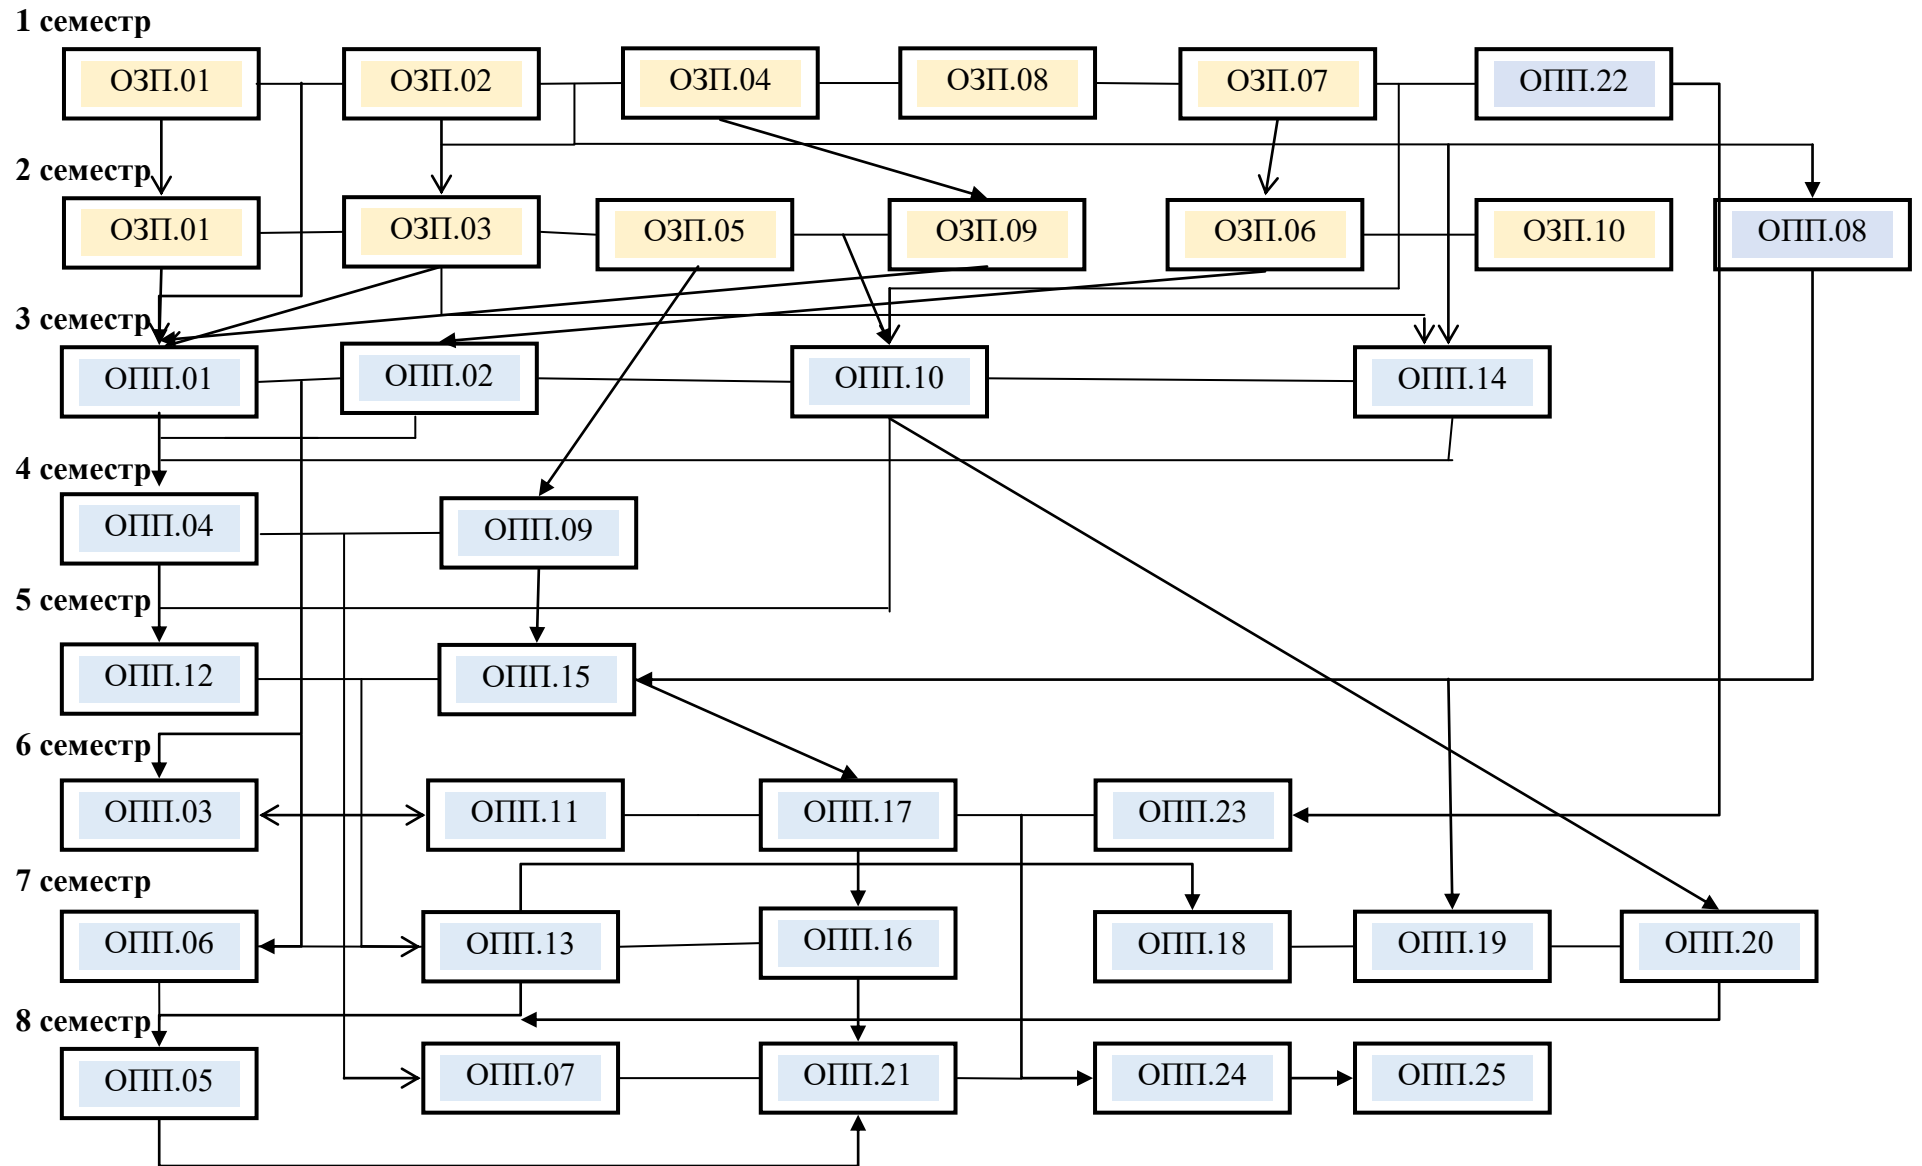 1 семестр
ОЗП.01 ОЗП.02 ОЗП.04 ОЗП.08 ОЗП.07 ОПП.22
2 семестр
ОЗП.01 ОЗП.03 ОЗП.05 ОЗП.09 ОЗП.06 ОЗП.10 ОПП.08
3 семестр
ОПП.01 ОПП.02 ОПП.10 ОПП.14
4 семестр
ОПП.04 ОПП.09
5 семестр
ОПП.12 ОПП.15
6 семестр
ОПП.03 ОПП.11 ОПП.17 ОПП.23
7 семестр
ОПП.06 ОПП.13 ОПП.16 ОПП.18 ОПП.19 ОПП.20
8 семестр
ОПП.05 ОПП.07 ОПП.21 ОПП.24 ОПП.25